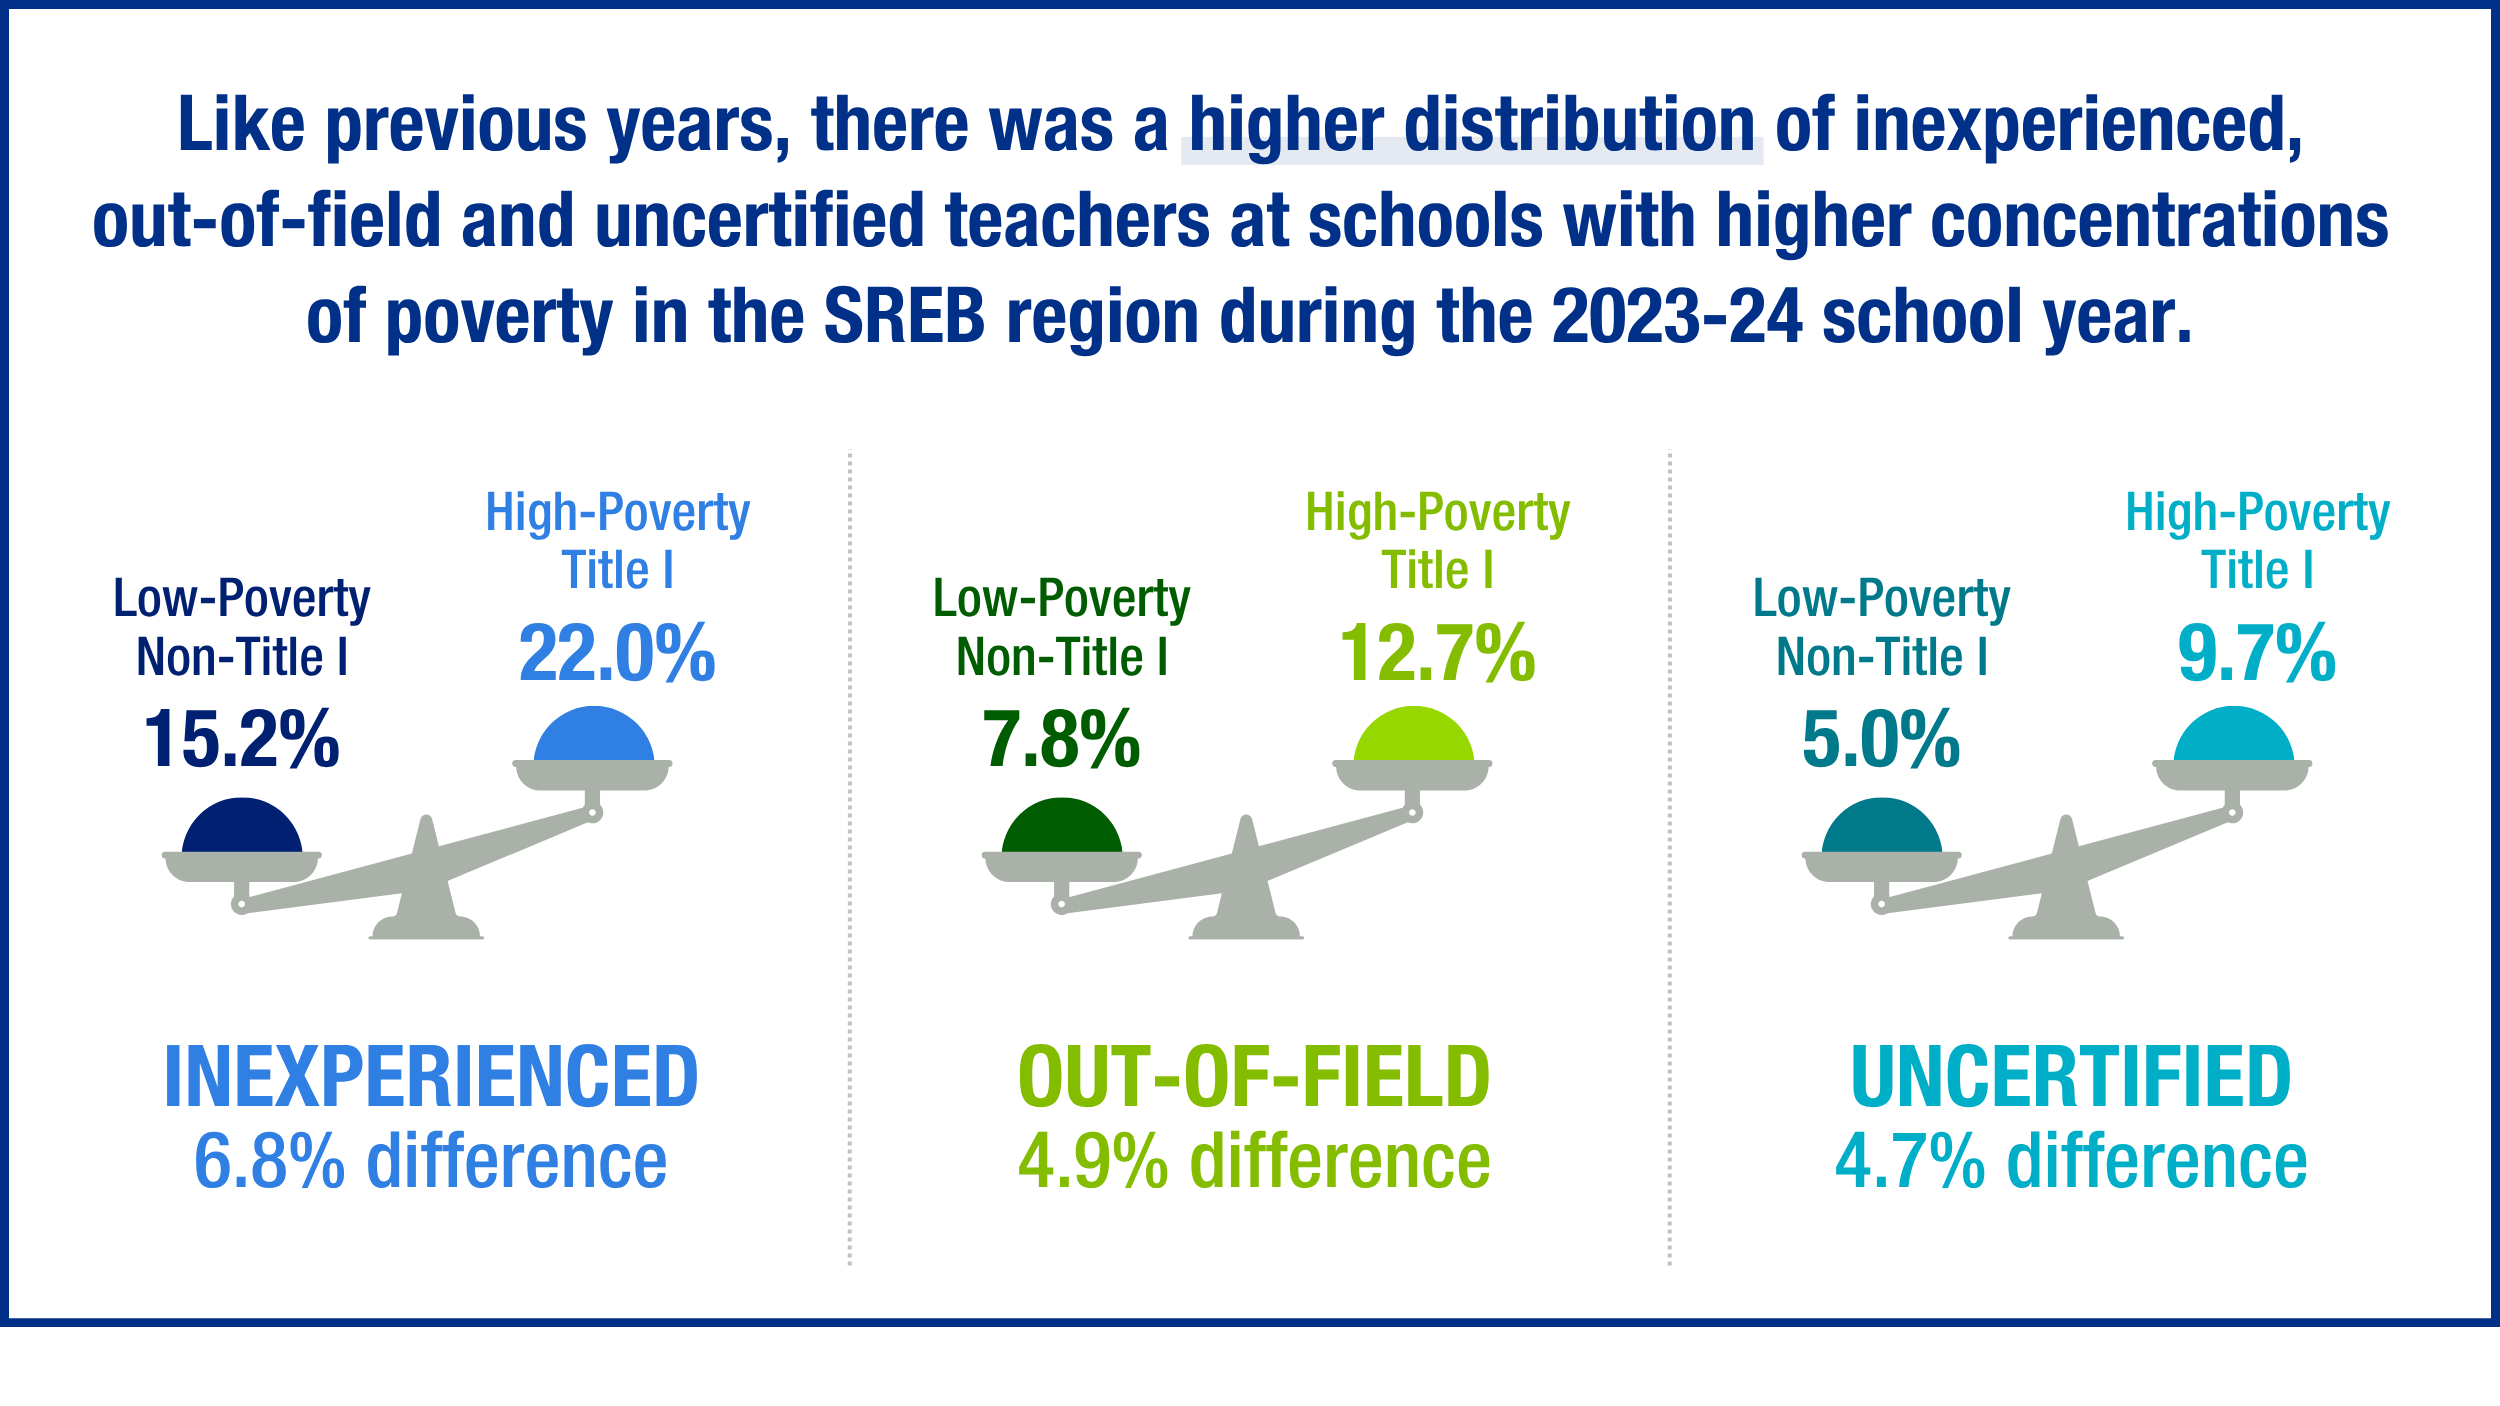 Like previous years, there was a higher distribution of inexperienced,
out-of-field and uncertified teachers at schools with higher concentrations
of poverty in the SREB region during the 2023-24 school year.
Low-Poverty
Non-Title I
15.2%
High-Poverty
Title I
22.0%
INEXPERIENCED
6.8% difference
Low-Poverty
Non-Title I
7.8%
High-Poverty
Title I
12.7%
OUT-OF-FIELD
4.9% difference
Low-Poverty
Non-Title I
5.0%
High-Poverty
Title I
9.7%
UNCERTIFIED
4.7% difference